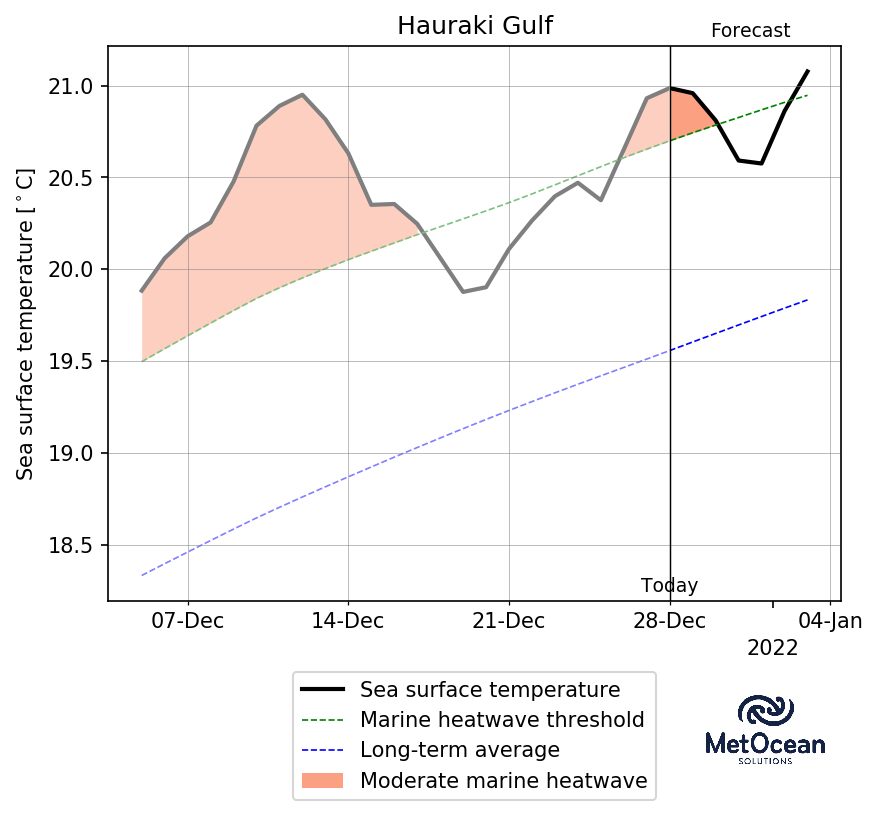 Hauraki Gulf
Forecast
21.0
20.5
20.0
19.5
19.0
18.5
Sea surface temperature [°C]
Today
07-Dec 14-Dec 21-Dec 28-Dec 04-Jan
2022
Sea surface temperature
Marine heatwave threshold
Long-term average
Moderate marine heatwave
MetOcean
SOLUTIONS